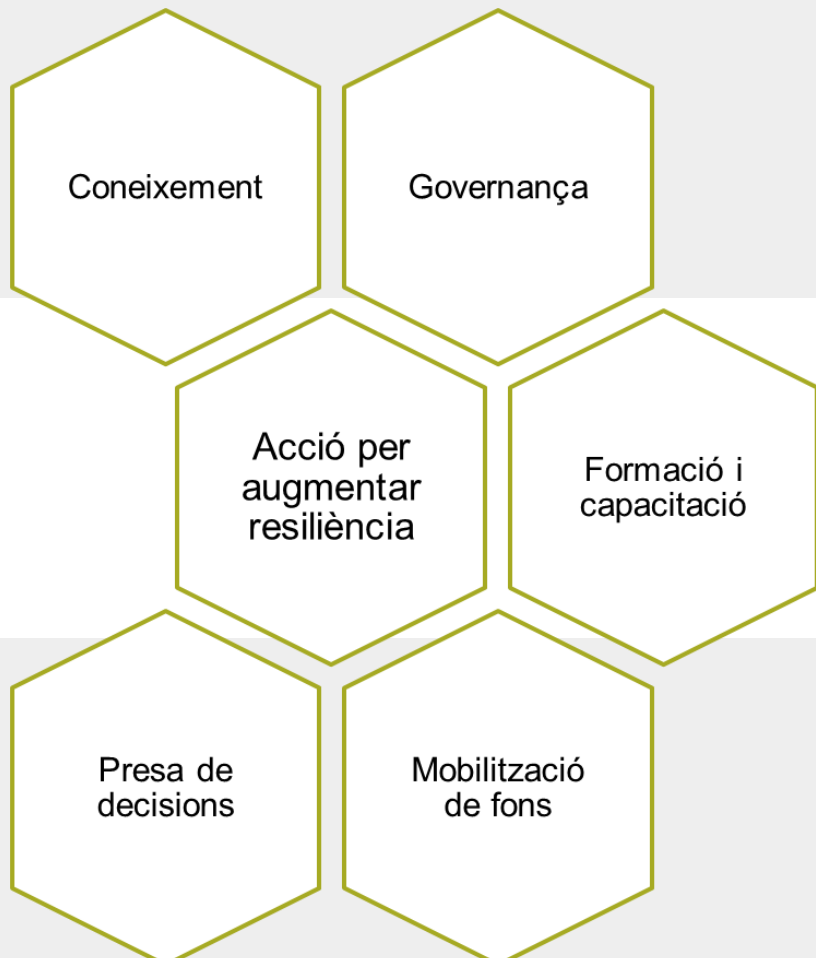 Coneixement
Governança
Acció per
augmentar
resiliència
Formació i
capacitació
Presa de
decisions
Mobilització
de fons